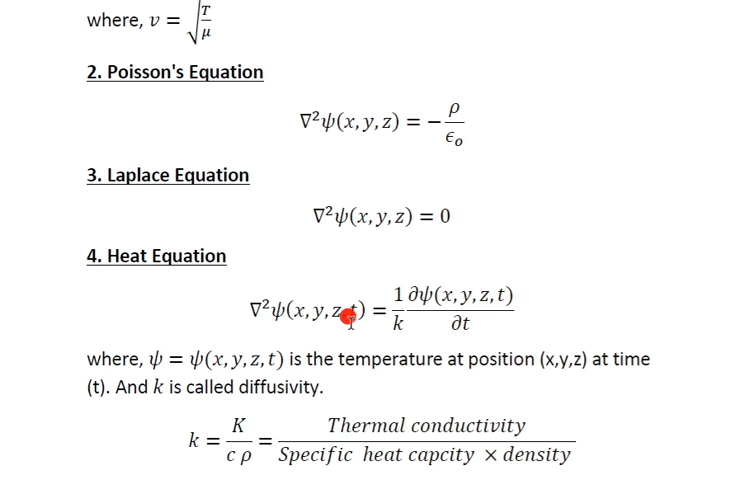 where, v = √(T/μ)
2. Poisson's Equation
∇²ψ(x, y, z) = − ρ/ϵₒ
3. Laplace Equation
∇²ψ(x, y, z) = 0
4. Heat Equation
∇²ψ(x, y, z, t) = (1/k) ∂ψ(x, y, z, t)/∂t
where, ψ = ψ(x, y, z, t) is the temperature at position (x,y,z) at time
(t). And k is called diffusivity.
k = K/(c ρ) = Thermal conductivity / Specific heat capcity × density